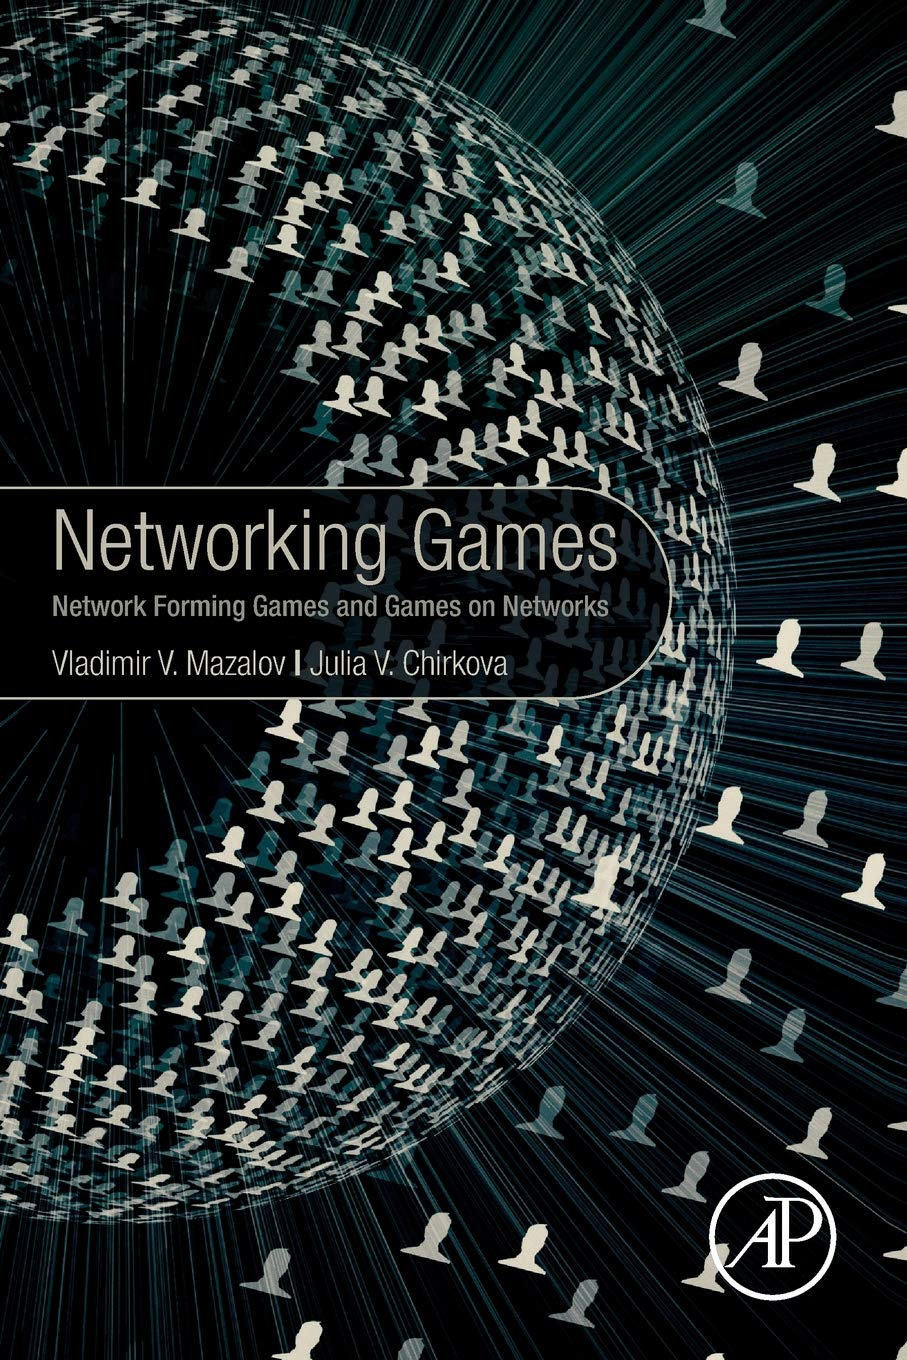 Networking Games
Network Forming Games and Games on Networks
Vladimir V. Mazalov | Julia V. Chirkova
AP